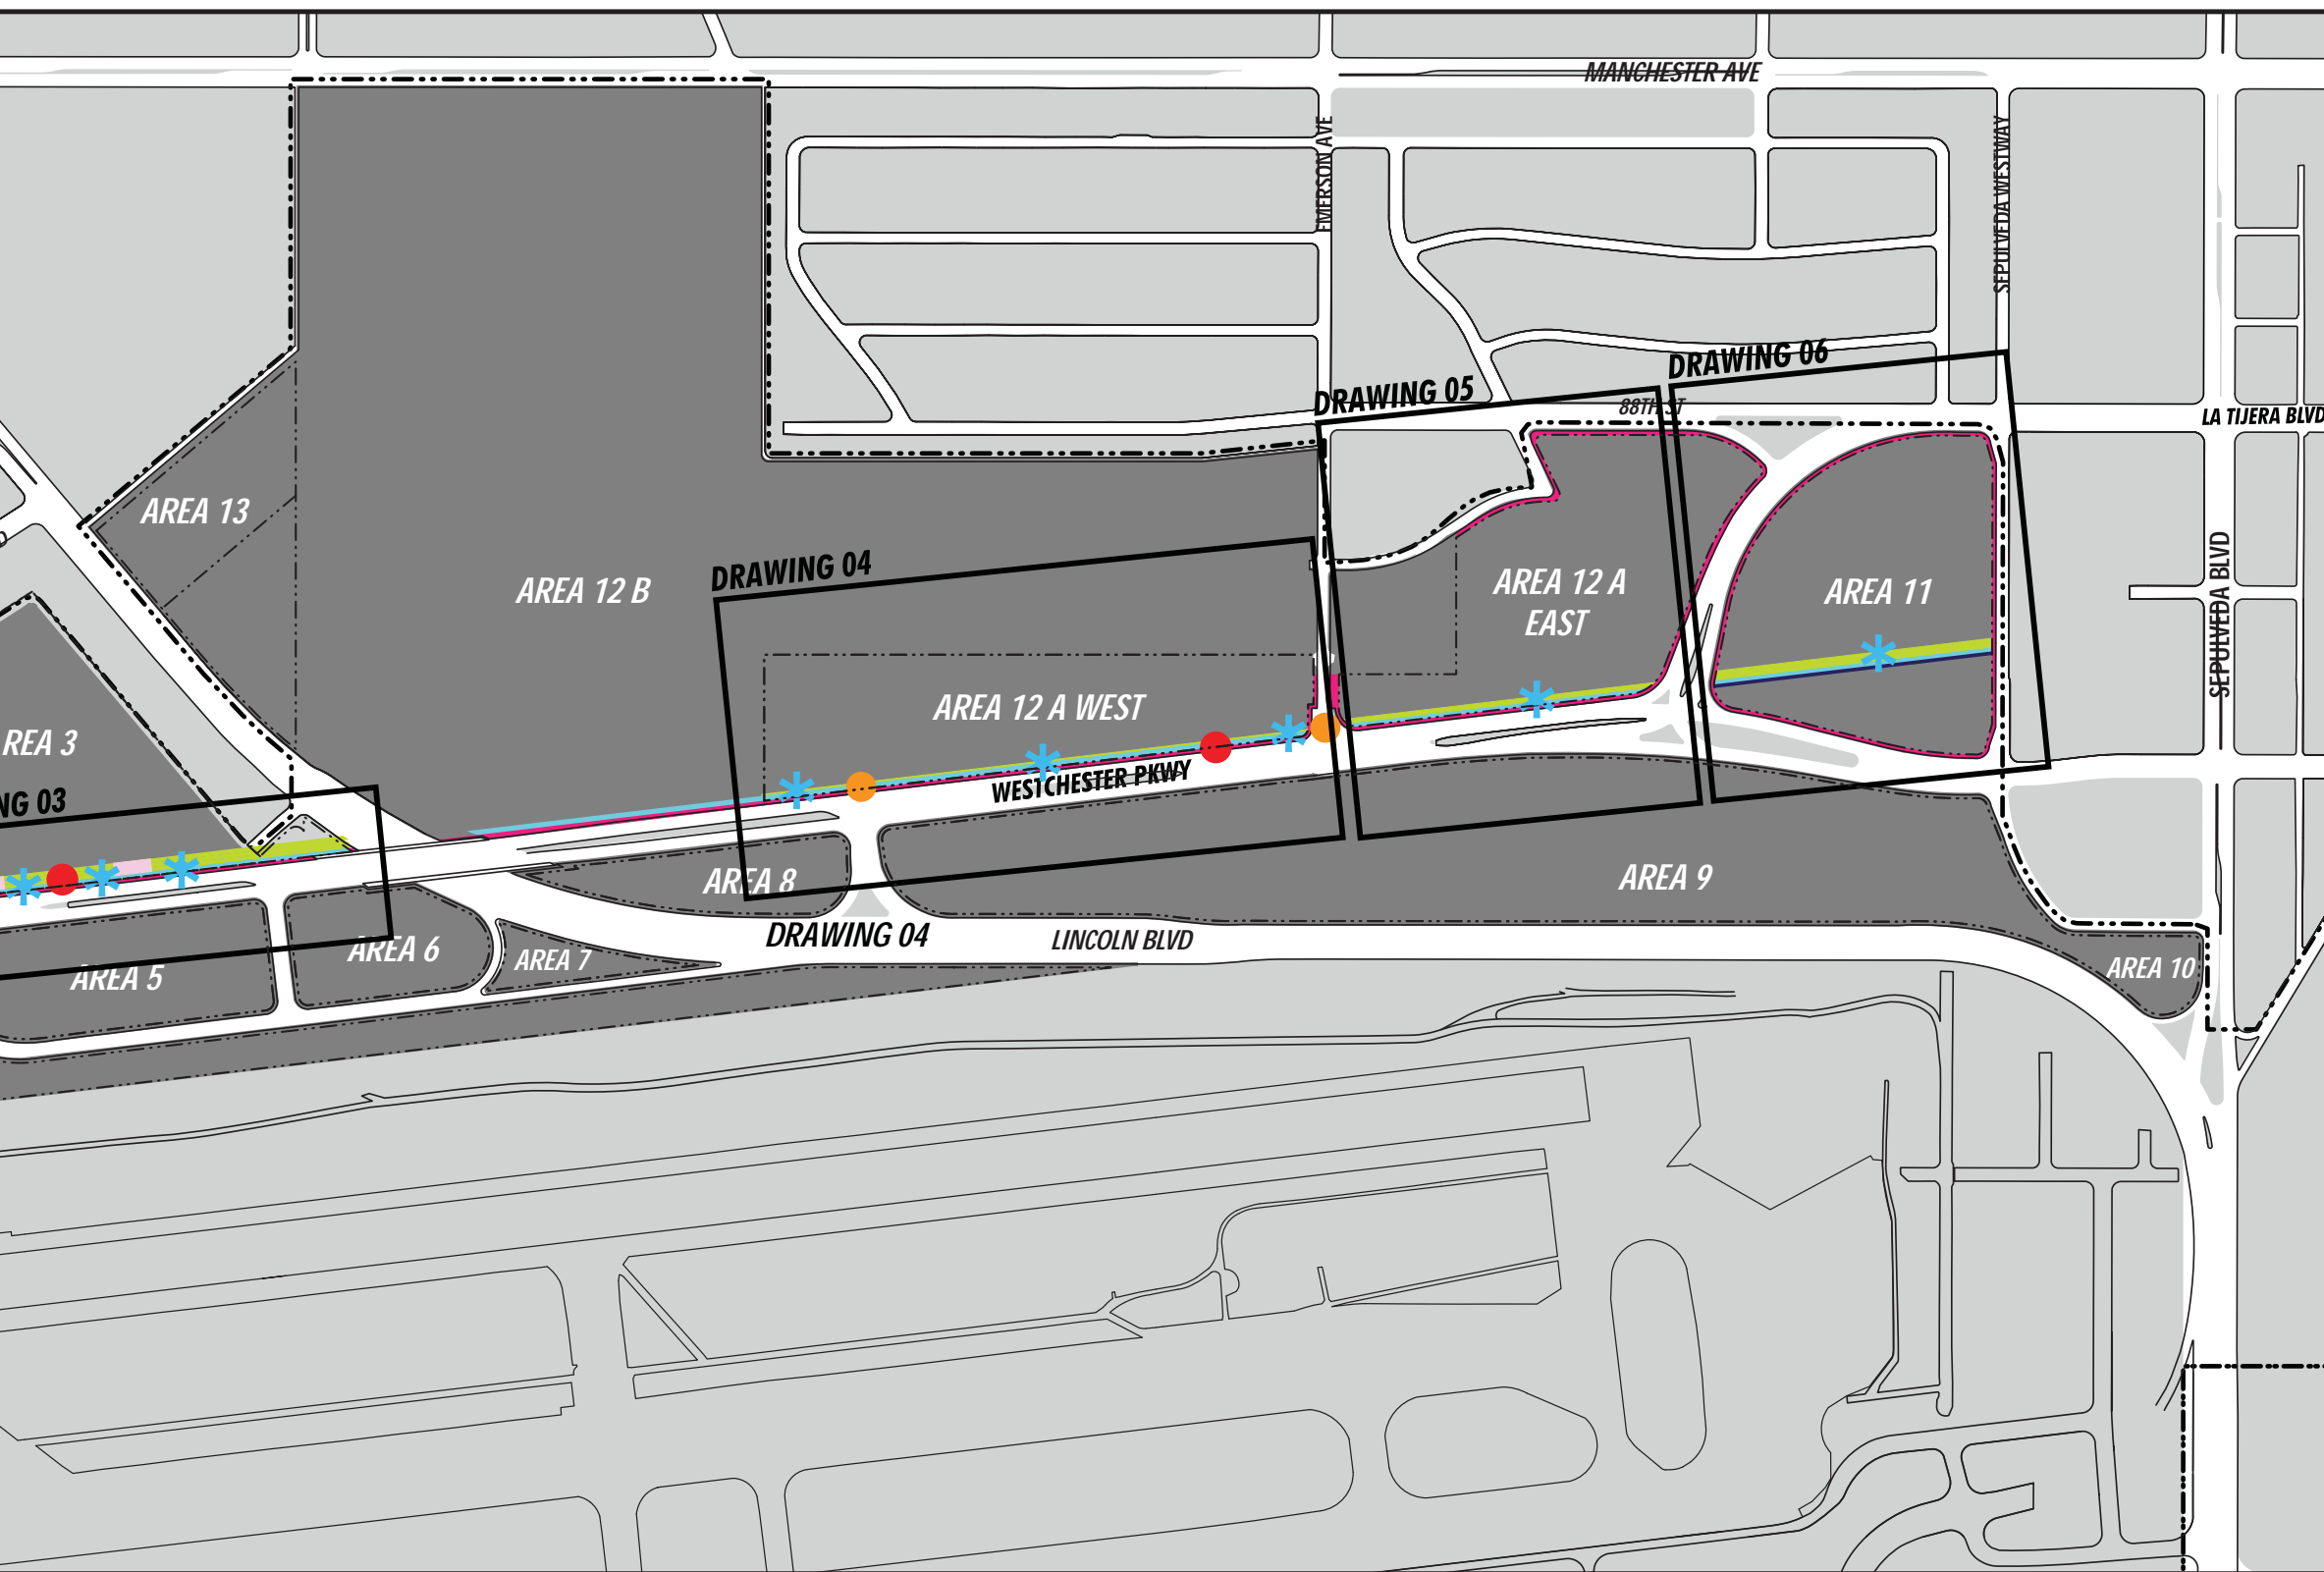 MANCHESTER AVE
EMERSON AVE
SEPULVEDA WESTWAY
DRAWING 06
DRAWING 05
88TH ST
LA TIJERA BLVD
AREA 13
DRAWING 04
AREA 12 B
AREA 12 A
EAST
AREA 11
SEPULVEDA BLVD
AREA 12 A WEST
REA 3
WESTCHESTER PKWY
NG 03
AREA 8
AREA 9
DRAWING 04
LINCOLN BLVD
AREA 6
AREA 7
AREA 5
AREA 10